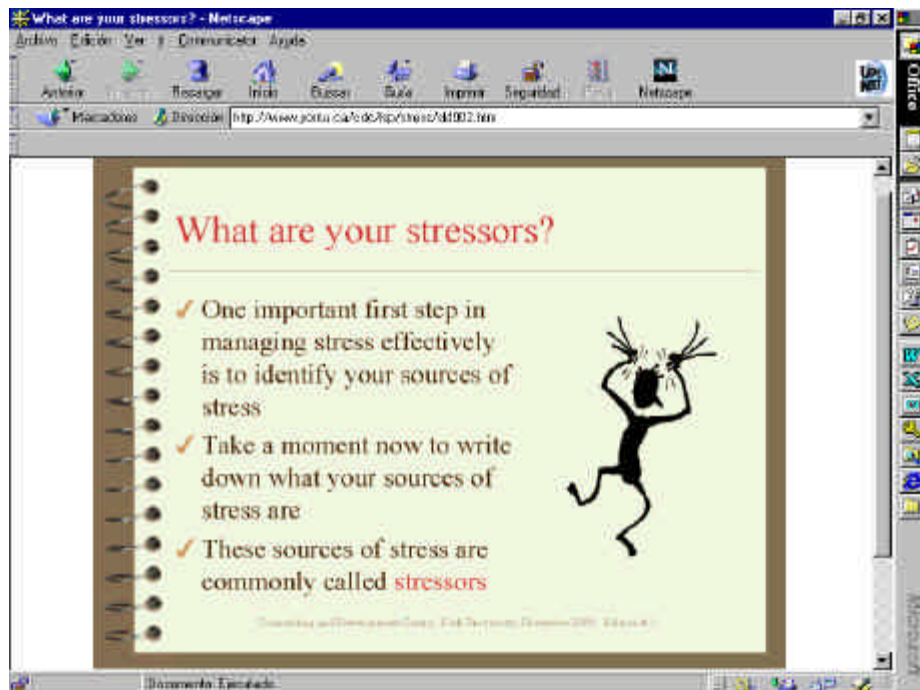 What are your stressors? - Netscape
Archivo Edición Ver Ir Communicator Ayuda
Anterior Recargar Inicio Buscar Guía Imprimir Seguridad Netscape
Marcadores Dirección
Office
What are your stressors?
One important first step in
managing stress effectively
is to identify your sources of
stress
Take a moment now to write
down what your sources of
stress are
These sources of stress are
commonly called stressors
Microsoft
Documento: Ejecutado